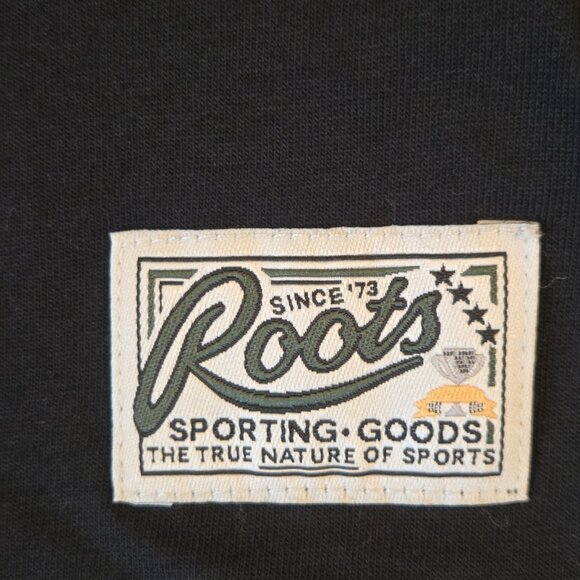 SINCE '73
Roots
SPORTING • GOODS
THE TRUE NATURE OF SPORTS